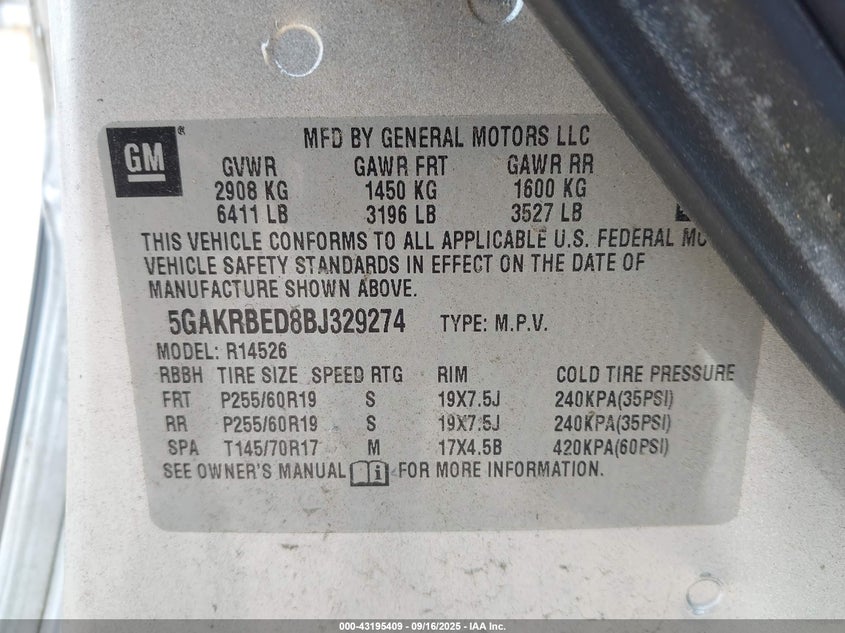 GM ®
MFD BY GENERAL MOTORS LLC
GVWR GAWR FRT GAWR RR
2908 KG 1450 KG 1600 KG
6411 LB 3196 LB 3527 LB
THIS VEHICLE CONFORMS TO ALL APPLICABLE U.S. FEDERAL
VEHICLE SAFETY STANDARDS IN EFFECT ON THE DATE OF
MANUFACTURE SHOWN ABOVE.
5GAKRBED8BJ329274 TYPE: M.P.V.
MODEL: R14526
RBBH TIRE SIZE SPEED RTG RIM COLD TIRE PRESSURE
FRT P255/60R19 S 19X7.5J 240KPA(35PSI)
RR P255/60R19 S 19X7.5J 240KPA(35PSI)
SPA T145/70R17 M 17X4.5B 420KPA(60PSI)
SEE OWNER'S MANUAL FOR MORE INFORMATION.
000-43195409 - 09/16/2025 - IAA Inc.